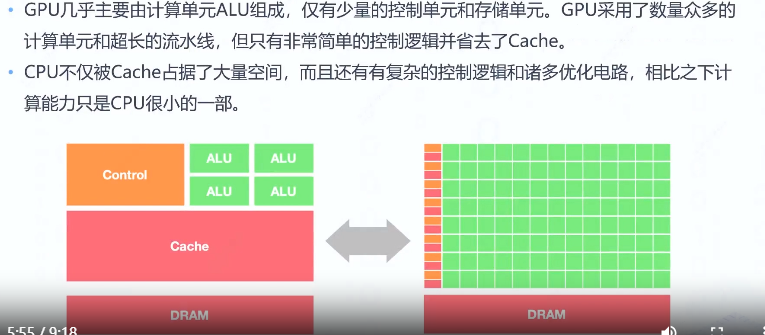 GPU几乎主要由计算单元ALU组成，仅有少量的控制单元和存储单元。GPU采用了数量众多的
计算单元和超长的流水线，但只有非常简单的控制逻辑并省去了Cache。
CPU不仅被Cache占据了大量空间，而且还有有复杂的控制逻辑和诸多优化电路，相比之下计
算能力只是CPU很小的一部。
Control
ALU
ALU
ALU
ALU
Cache
DRAM
DRAM
5:55 / 9:18